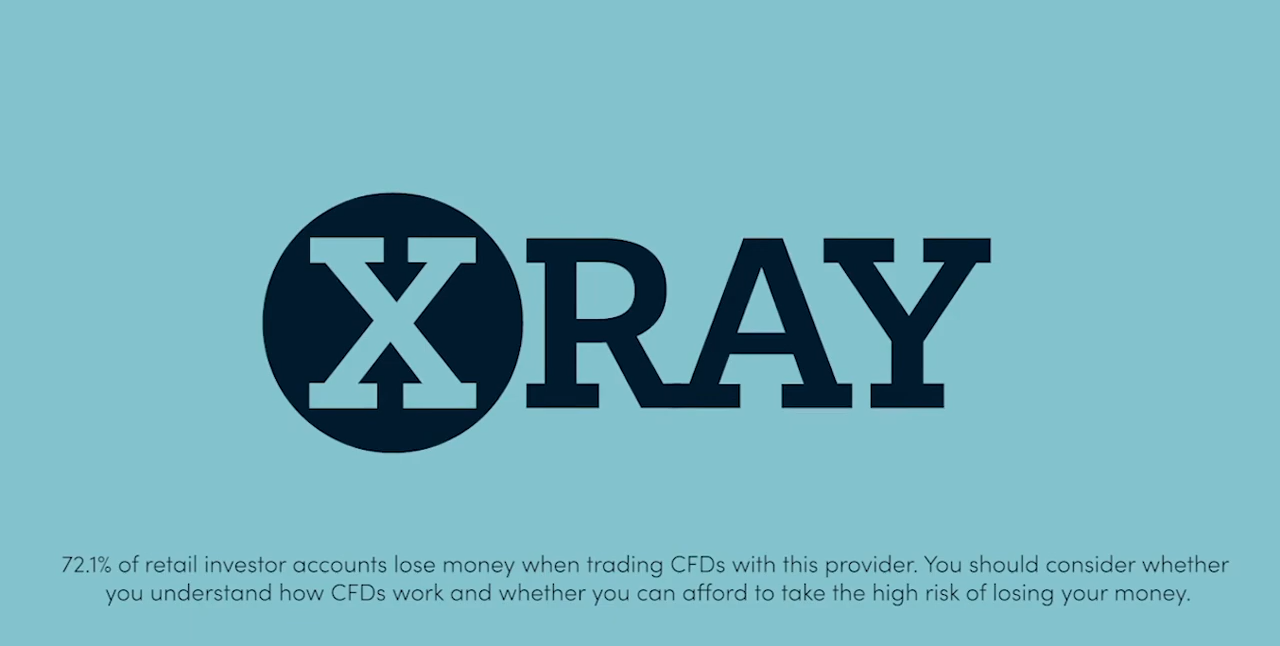 XRAY
72.1% of retail investor accounts lose money when trading CFDs with this provider. You should consider whether
you understand how CFDs work and whether you can afford to take the high risk of losing your money.